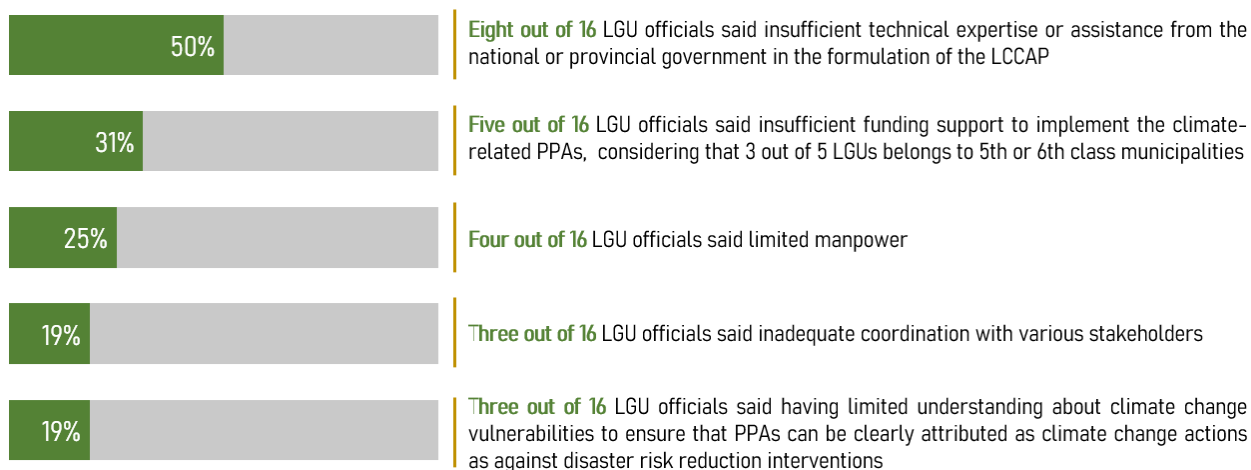 50%
Eight out of 16 LGU officials said insufficient technical expertise or assistance from the
national or provincial government in the formulation of the LCCAP
31%
Five out of 16 LGU officials said insufficient funding support to implement the climate-
related PPAs, considering that 3 out of 5 LGUs belongs to 5th or 6th class municipalities
25%
Four out of 16 LGU officials said limited manpower
19%
Three out of 16 LGU officials said inadequate coordination with various stakeholders
19%
Three out of 16 LGU officials said having limited understanding about climate change
vulnerabilities to ensure that PPAs can be clearly attributed as climate change actions
as against disaster risk reduction interventions